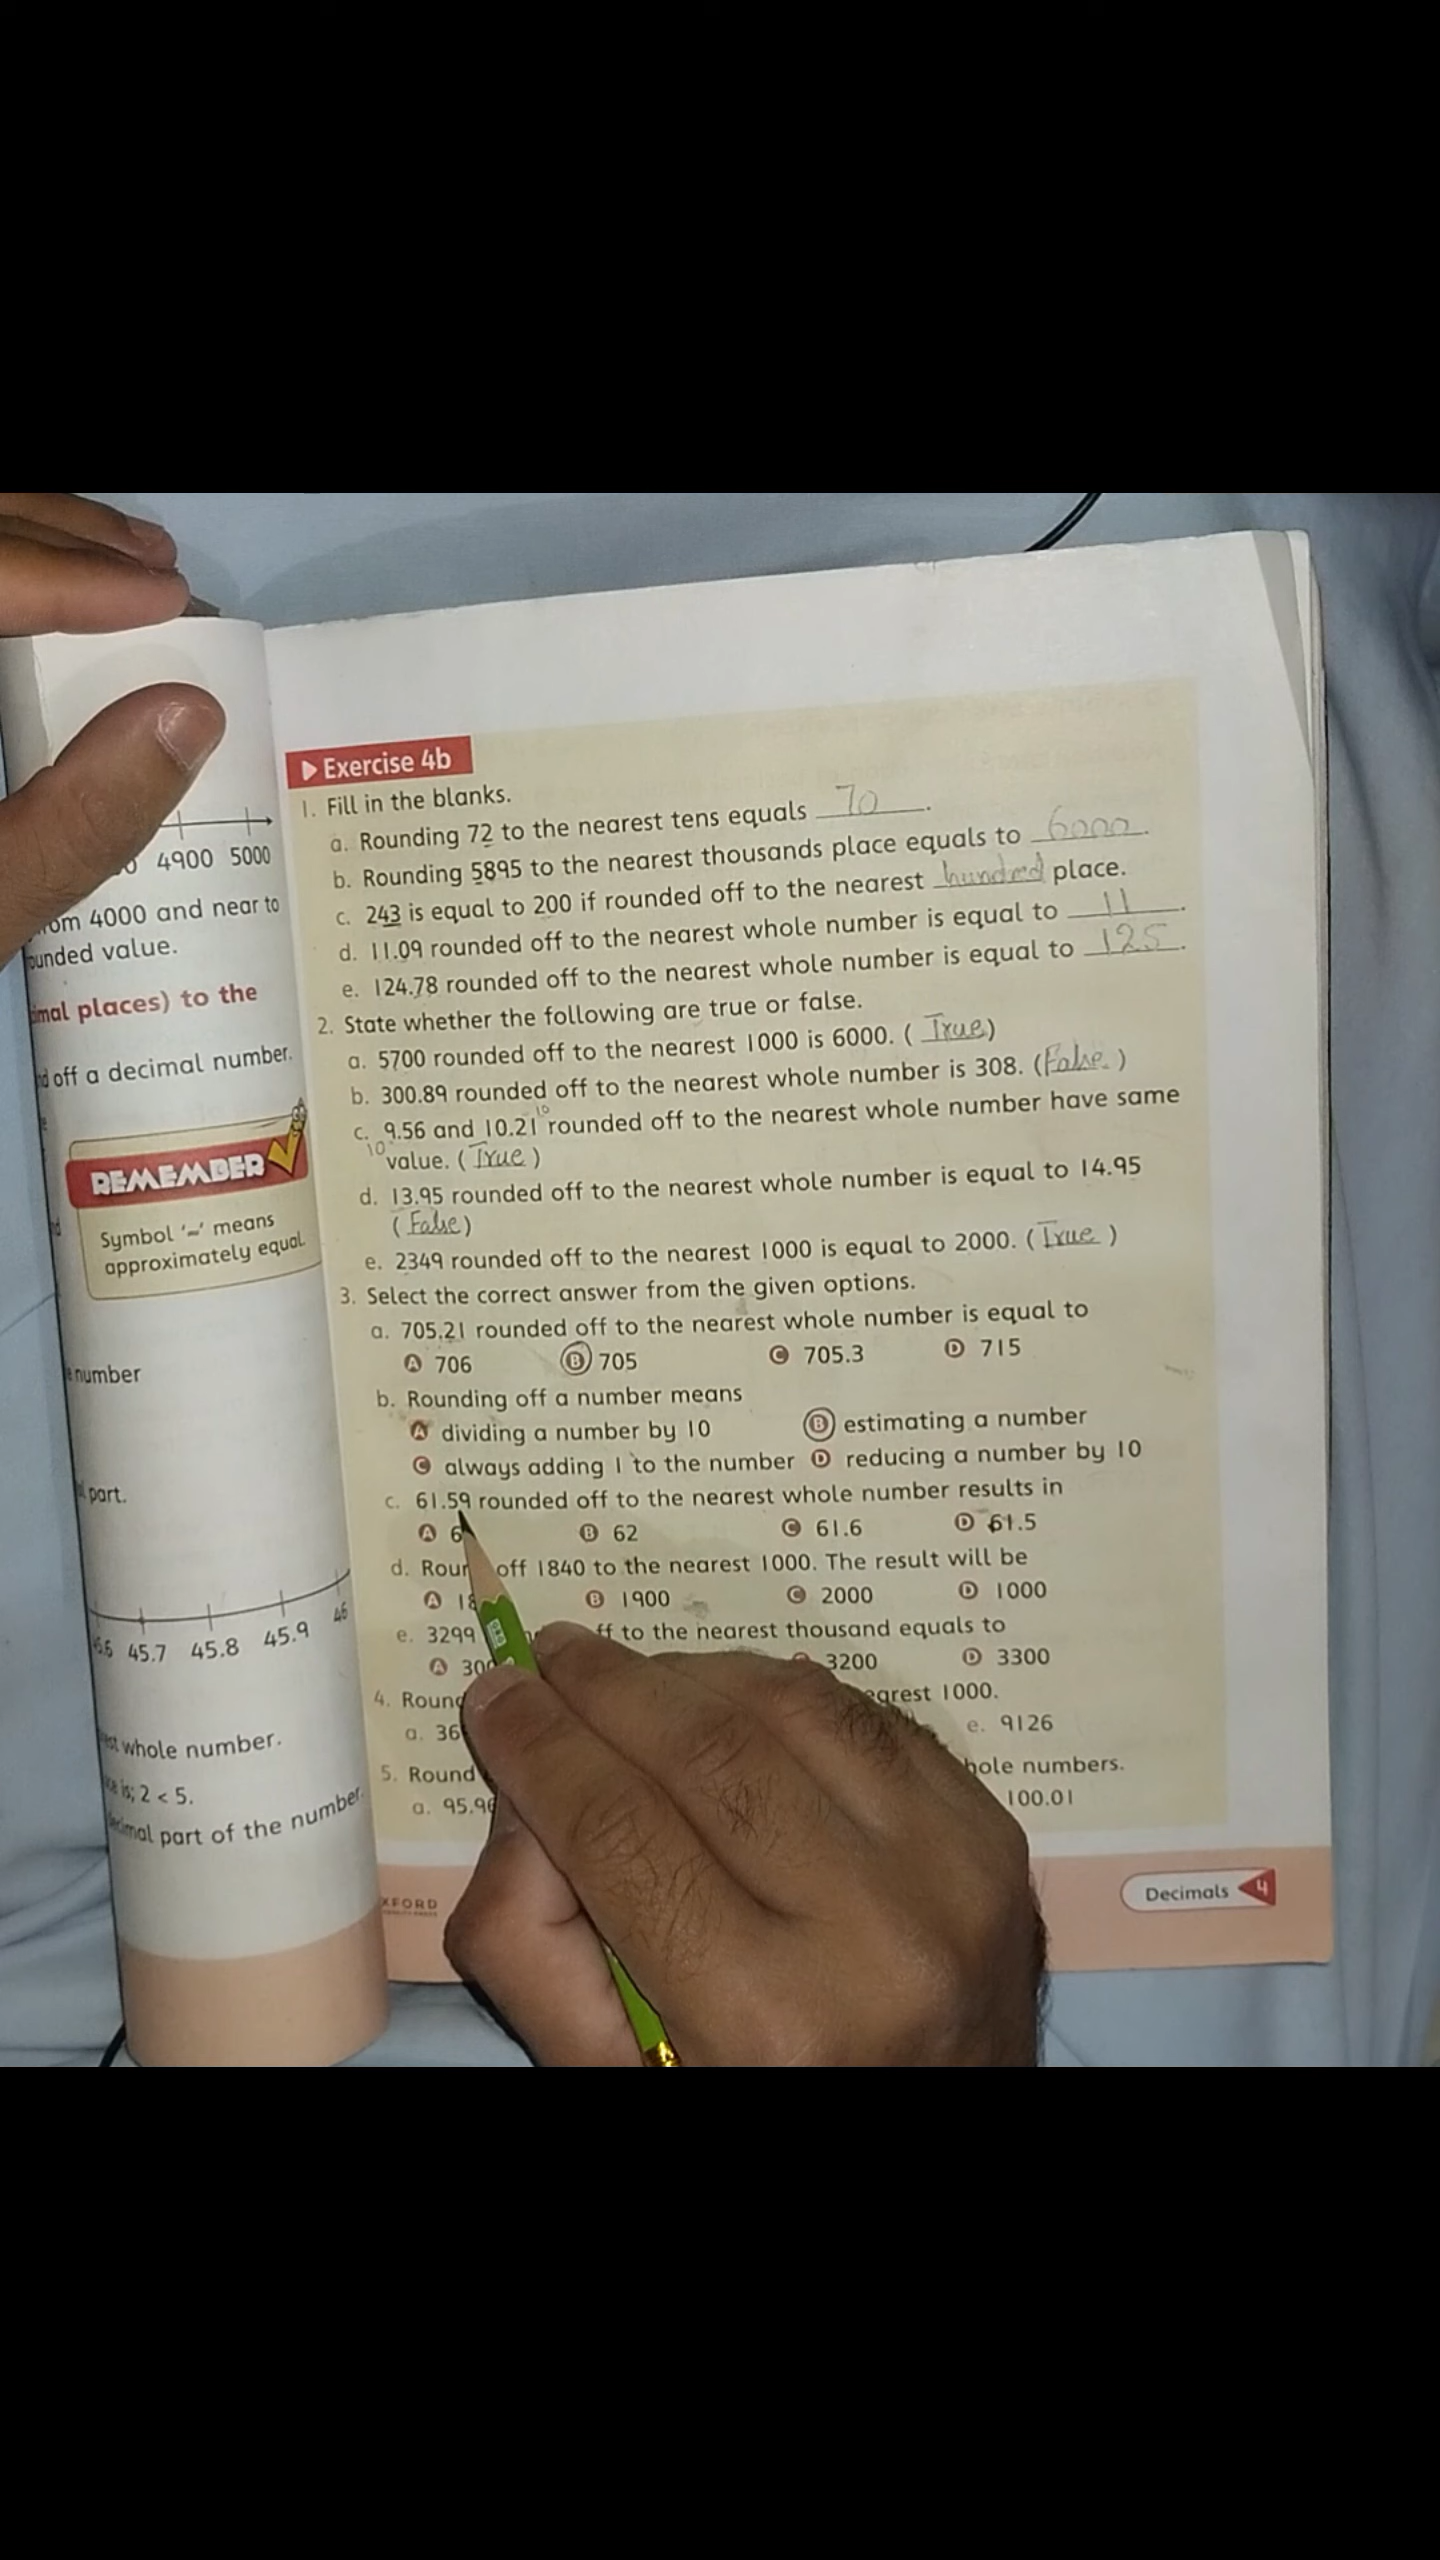 4900 5000
om 4000 and near to
ounded value.
mal places) to the
off a decimal number.
REMEMBER
Symbol '≃' means
approximately equal.
number
part.
45.7 45.8 45.9 46
whole number.
is; 2 < 5.
decimal part of the number.
Exercise 4b
1. Fill in the blanks.
a. Rounding 72 to the nearest tens equals 70.
b. Rounding 5895 to the nearest thousands place equals to 6000.
c. 243 is equal to 200 if rounded off to the nearest hundred place.
d. 11.09 rounded off to the nearest whole number is equal to 11.
e. 124.78 rounded off to the nearest whole number is equal to 125.
2. State whether the following are true or false.
a. 5700 rounded off to the nearest 1000 is 6000. (True)
b. 300.89 rounded off to the nearest whole number is 308. (False)
10
c. 9.56 and 10.21 rounded off to the nearest whole number have same
10 value. (True)
d. 13.95 rounded off to the nearest whole number is equal to 14.95
(False)
e. 2349 rounded off to the nearest 1000 is equal to 2000. (True)
3. Select the correct answer from the given options.
a. 705.21 rounded off to the nearest whole number is equal to
A 706 B 705 C 705.3 D 715
b. Rounding off a number means
A dividing a number by 10 B estimating a number
C always adding 1 to the number D reducing a number by 10
c. 61.59 rounded off to the nearest whole number results in
A 6 B 62 C 61.6 D 61.5
d. Roun off 1840 to the nearest 1000. The result will be
A 18 B 1900 C 2000 D 1000
e. 3299 ff to the nearest thousand equals to
A 300 3200 D 3300
4. Round earest 1000.
a. 36 e. 9126
5. Round hole numbers.
a. 95.96 100.01
XFORD
Decimals 4